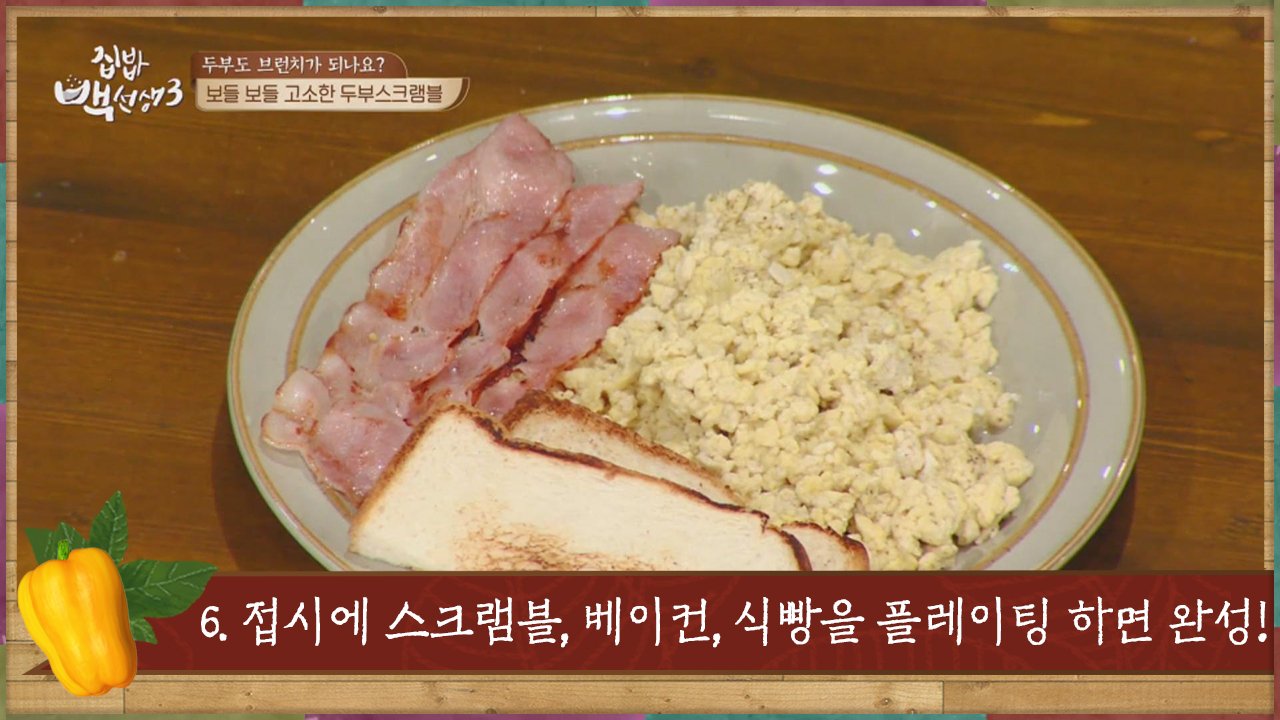 집밥
백선생3
두부도 브런치가 되나요?
보들 보들 고소한 두부스크램블
6. 접시에 스크램블, 베이컨, 식빵을 플레이팅 하면 완성!